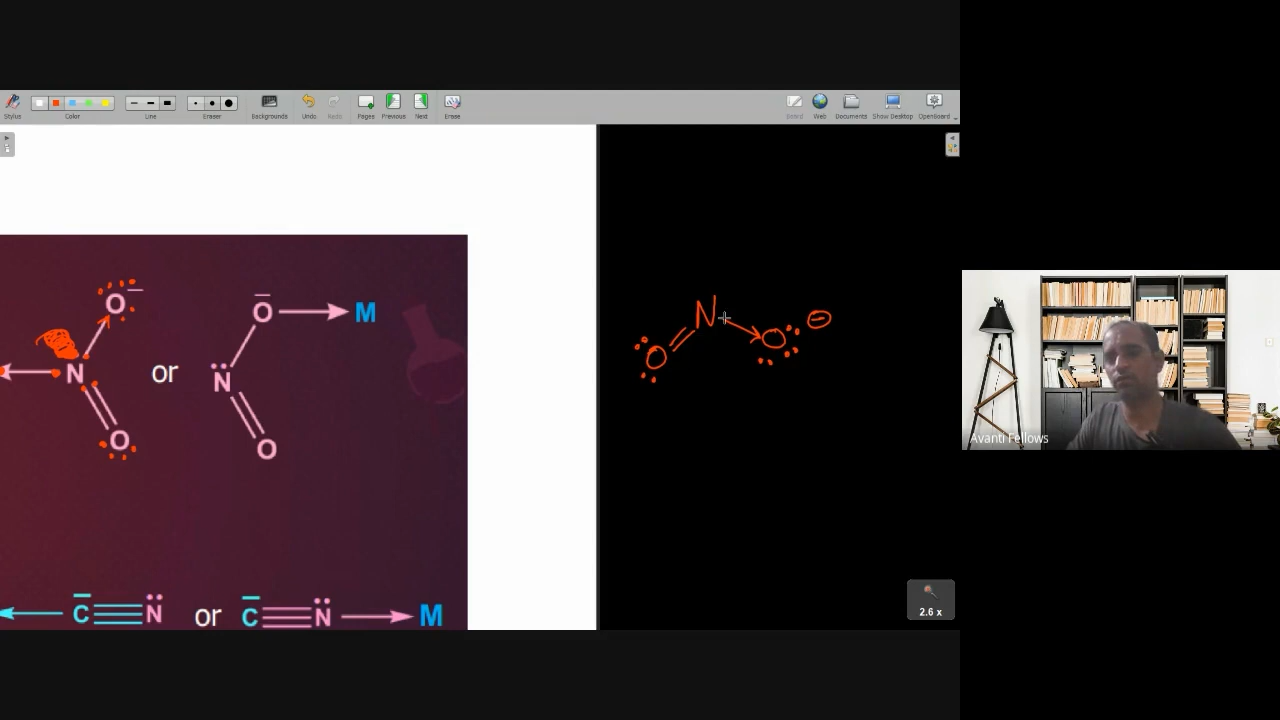 Stylus Color Line Eraser Backgrounds Undo Redo Pages Previous Next Erase Board Web Documents Show Desktop OpenBoard
O– N O or N Ō → M O
O = N → O ⊖
C̄ ≡ N̈ or C̄ ≡ N̈ → M
Avanti Fellows
2.6 x